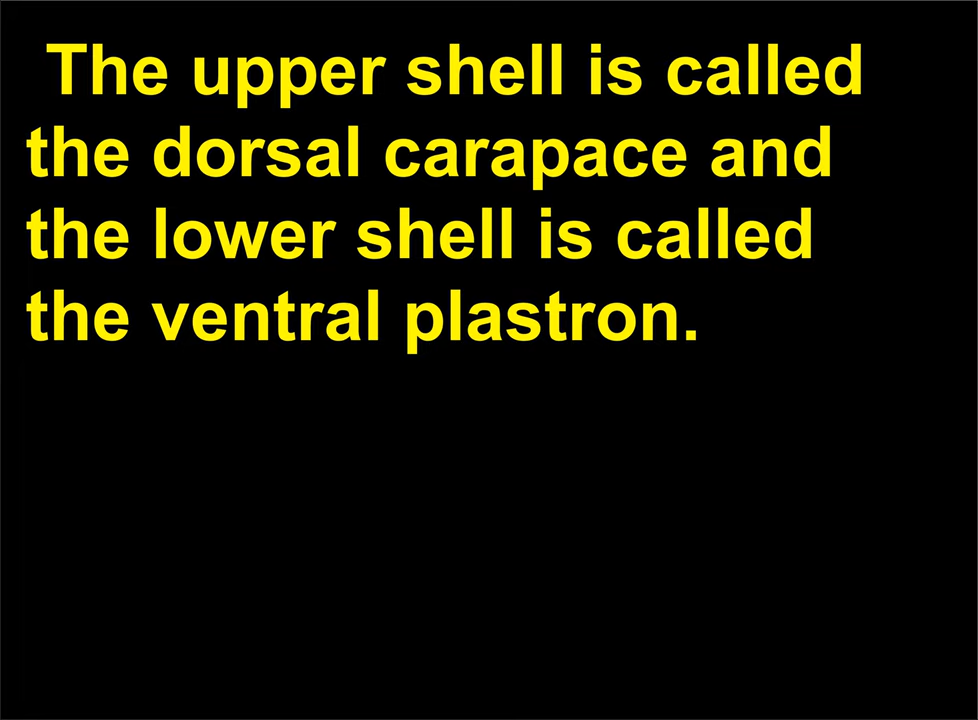 The upper shell is called
the dorsal carapace and
the lower shell is called
the ventral plastron.